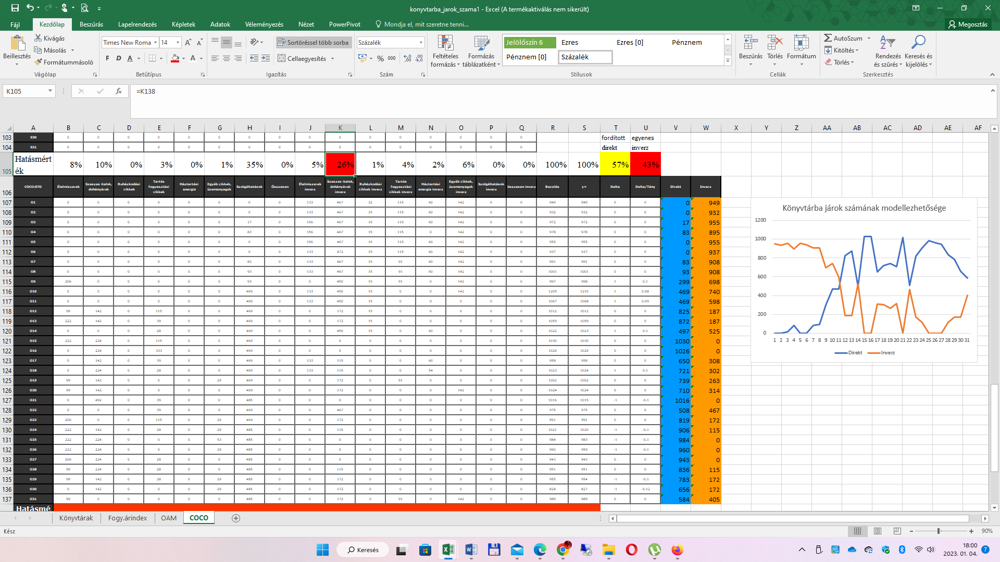 konyvtarba_jarok_szama1 - Excel (A termékaktiválás nem sikerült)
Fájl Kezdőlap Beszúrás Lapelrendezés Képletek Adatok Véleményezés Nézet PowerPivot Mondja el, mit szeretne tenni... Megosztás
Beillesztés Kivágás Másolás Formátummásoló Vágólap
Times New Roma 14 F D A Betűtípus
Sortöréssel több sorba Cellaegyesítés Igazítás
Százalék % 000 Szám
Feltételes formázás Formázás táblázatként
Jelölőszín 6 Ezres Ezres [0] Pénznem
Pénznem [0] Százalék
Stílusok
Beszúrás Törlés Formátum Cellák
AutoSzum Kitöltés Törlés Rendezés és szűrés Keresés és kijelölés Szerkesztés
K105 fx =K138
A B C D E F G H I J K L M N O P Q R S T U V W X Y Z AA AB AC AD AE AF
103 S30 0 0 0 0 0 0 0 0 0 0 0 0 0 0 0 0 fordított egyenes
104 S31 0 0 0 0 0 0 0 0 0 0 0 0 0 0 0 0 direkt inverz
105 Hatásmérték 8% 10% 0% 3% 0% 1% 35% 0% 5% 26% 1% 4% 2% 6% 0% 0% 100% 100% 57% 43%
106 COCO:STD Élelmiszerek Szeszes italok, dohányáruk Ruházkodási cikkek Tartós fogyasztási cikkek Háztartási energia Egyéb cikkek, üzemanyagok Szolgáltatások Összesen Élelmiszerek inverz Szeszes italok, dohányáruk inverz Ruházkodási cikkek inverz Tartós fogyasztási cikkek inverz Háztartási energia inverz Egyéb cikkek, üzemanyagok inverz Szolgáltatások inverz összesen inverz Becslés y= Delta Delta/Tény Direkt Inverz
107 O1 0 0 0 0 0 0 0 0 133 467 32 115 60 142 0 0 949 949 0 0 0 949
108 O2 0 0 0 0 0 0 0 0 133 467 15 115 60 142 0 0 932 932 0 0 0 932
109 O3 0 0 0 0 0 0 17 0 156 467 15 115 60 142 0 0 972 972 0 0 17 955
110 O4 0 0 0 0 0 0 83 0 156 467 15 115 0 142 0 0 978 978 0 0 83 895
111 O5 0 0 0 0 0 0 0 0 156 467 15 115 60 142 0 0 955 955 0 0 0 955
112 O6 0 0 0 0 0 0 0 0 133 472 15 115 60 142 0 0 937 937 0 0 0 937
113 O7 0 0 0 0 0 0 83 0 133 467 15 91 60 142 0 0 991 991 0 0 83 908
114 O8 0 0 0 0 0 0 93 0 133 467 15 91 60 142 0 0 1001 1001 0 0 93 908
115 O9 206 0 0 0 0 0 93 0 0 450 15 91 0 142 0 0 997 998 1 0.1 299 698
116 O10 0 0 0 0 0 0 469 0 133 450 15 0 0 142 0 0 1209 1210 1 0.08 469 740
117 O11 0 0 0 0 0 0 469 0 133 450 15 0 0 0 0 0 1067 1068 1 0.09 469 598
118 O12 99 142 0 115 0 0 469 0 0 172 15 0 0 0 0 0 1012 1012 0 0 825 187
119 O13 222 142 0 39 0 0 469 0 0 172 15 0 0 0 0 0 1059 1059 0 0 872 187
120 O14 0 0 0 28 0 0 469 0 0 450 15 0 60 0 0 0 1022 1023 1 0.1 497 525
121 O15 222 224 0 115 0 0 469 0 0 0 0 0 0 0 0 0 1030 1030 0 0 1030 0
122 O16 0 224 0 333 0 0 469 0 0 0 0 0 0 0 0 0 1026 1026 0 0 1026 0
123 O17 0 142 0 39 0 0 469 0 133 115 0 0 60 0 0 0 958 958 0 0 650 308
124 O18 0 224 0 28 0 0 469 0 133 115 0 0 54 0 0 0 1023 1024 1 0.1 721 302
125 O19 99 142 0 0 0 29 469 0 0 172 0 91 0 0 0 0 1002 1002 0 0 739 263
126 O20 99 142 0 0 0 0 469 0 0 172 0 0 0 142 0 0 1024 1024 0 0 710 314
127 O21 0 492 0 39 0 0 485 0 0 0 0 0 0 0 0 0 1016 1015 -1 -0.1 1016 0
128 O22 0 0 0 39 0 0 469 0 0 467 0 0 0 0 0 0 975 975 0 0 508 467
129 O23 206 0 0 115 0 29 469 0 0 172 0 0 0 0 0 0 991 991 0 0 819 172
130 O24 222 142 0 28 0 29 485 0 0 115 0 0 0 0 0 0 1021 1020 -1 -0.1 906 115
131 O25 222 224 0 0 0 53 485 0 0 0 0 0 0 0 0 0 984 983 -1 -0.1 984 0
132 O26 222 224 0 0 0 29 485 0 0 0 0 0 0 0 0 0 960 959 -1 -0.1 960 0
133 O27 206 224 0 28 0 0 485 0 0 0 0 0 0 0 0 0 943 943 0 0 943 0
134 O28 99 224 0 28 0 0 485 0 0 115 0 0 0 0 0 0 951 951 0 0 836 115
135 O29 99 142 0 28 0 29 485 0 0 172 0 0 0 0 0 0 955 954 -1 -0.1 783 172
136 O30 0 142 0 0 0 29 485 0 0 172 0 0 0 0 0 0 828 827 -1 -0.12 656 172
137 O31 99 0 0 0 0 0 485 0 0 172 0 91 0 142 0 0 989 989 0 0 584 405
Hatásmé
Könyvtárba járok számának modellezhetősége
1200
1000
800
600
400
200
0
1 2 3 4 5 6 7 8 9 10 11 12 13 14 15 16 17 18 19 20 21 22 23 24 25 26 27 28 29 30 31
Direkt Inverz
Könyvtárak Fogy.árindex OAM COCO
Kész 90%
Keresés
18:00
2023. 01. 04. 7